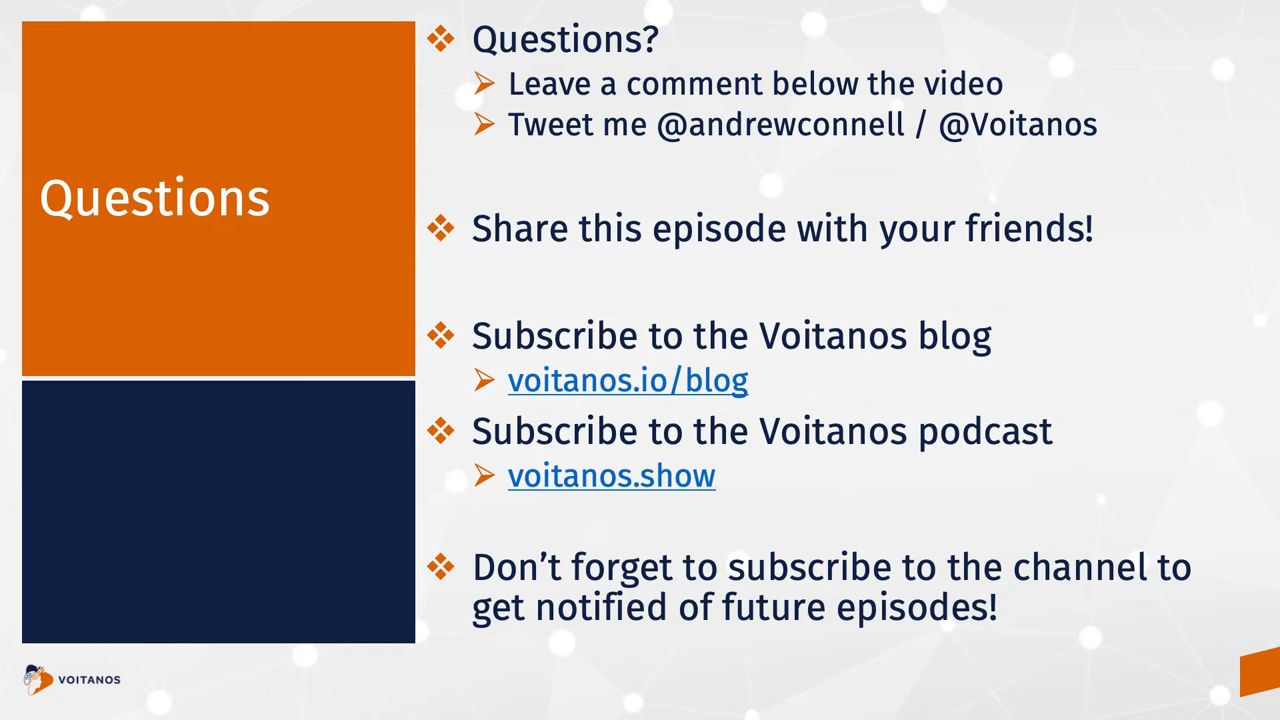 Questions
Questions?
Leave a comment below the video
Tweet me @andrewconnell / @Voitanos
Share this episode with your friends!
Subscribe to the Voitanos blog
voitanos.io/blog
Subscribe to the Voitanos podcast
voitanos.show
Don’t forget to subscribe to the channel to
get notified of future episodes!
VOITANOS